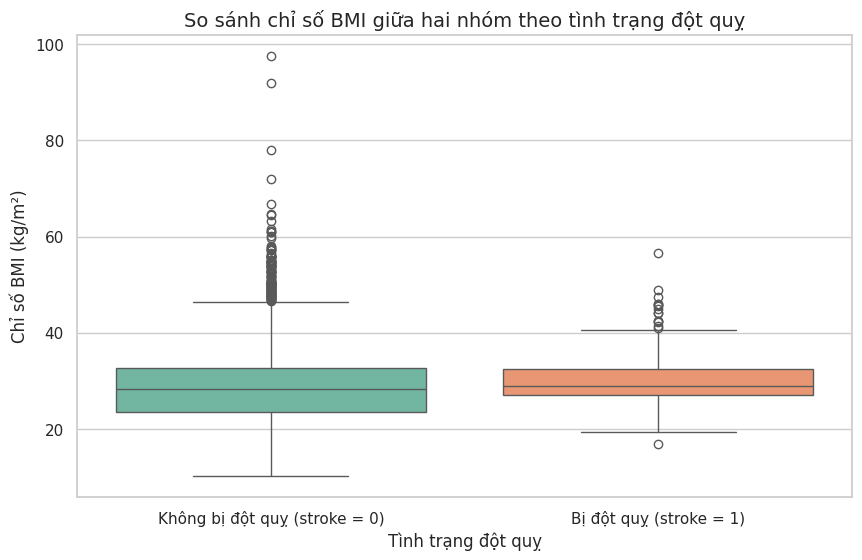 So sánh chỉ số BMI giữa hai nhóm theo tình trạng đột quỵ
Chỉ số BMI (kg/m²)
100
80
60
40
20
Không bị đột quỵ (stroke = 0)
Bị đột quỵ (stroke = 1)
Tình trạng đột quỵ